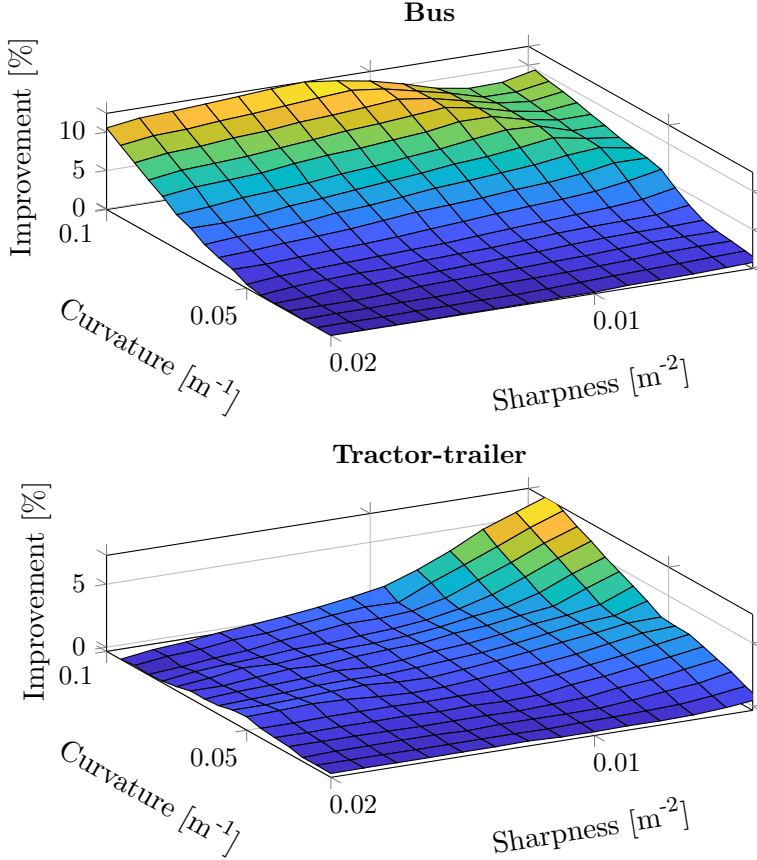 Bus
Improvement [%]
10
5
0
0.1
0.05
0.02
0.01
Curvature [m⁻¹]
Sharpness [m⁻²]
Tractor-trailer
Improvement [%]
5
0
0.1
0.05
0.02
0.01
Curvature [m⁻¹]
Sharpness [m⁻²]